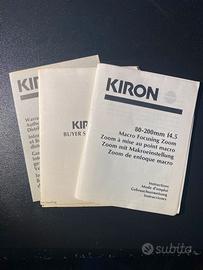 KIRON
80-200mm f4.5
Macro Focusing Zoom
Zoom à mise au point macro
Zoom mit Makroeinstellung
Zoom de enfoque macro
Instructions
Mode d'emploi
Gebrauchsanweisung
Instrucciones
KIRON
BUYER S
KIRON
subito